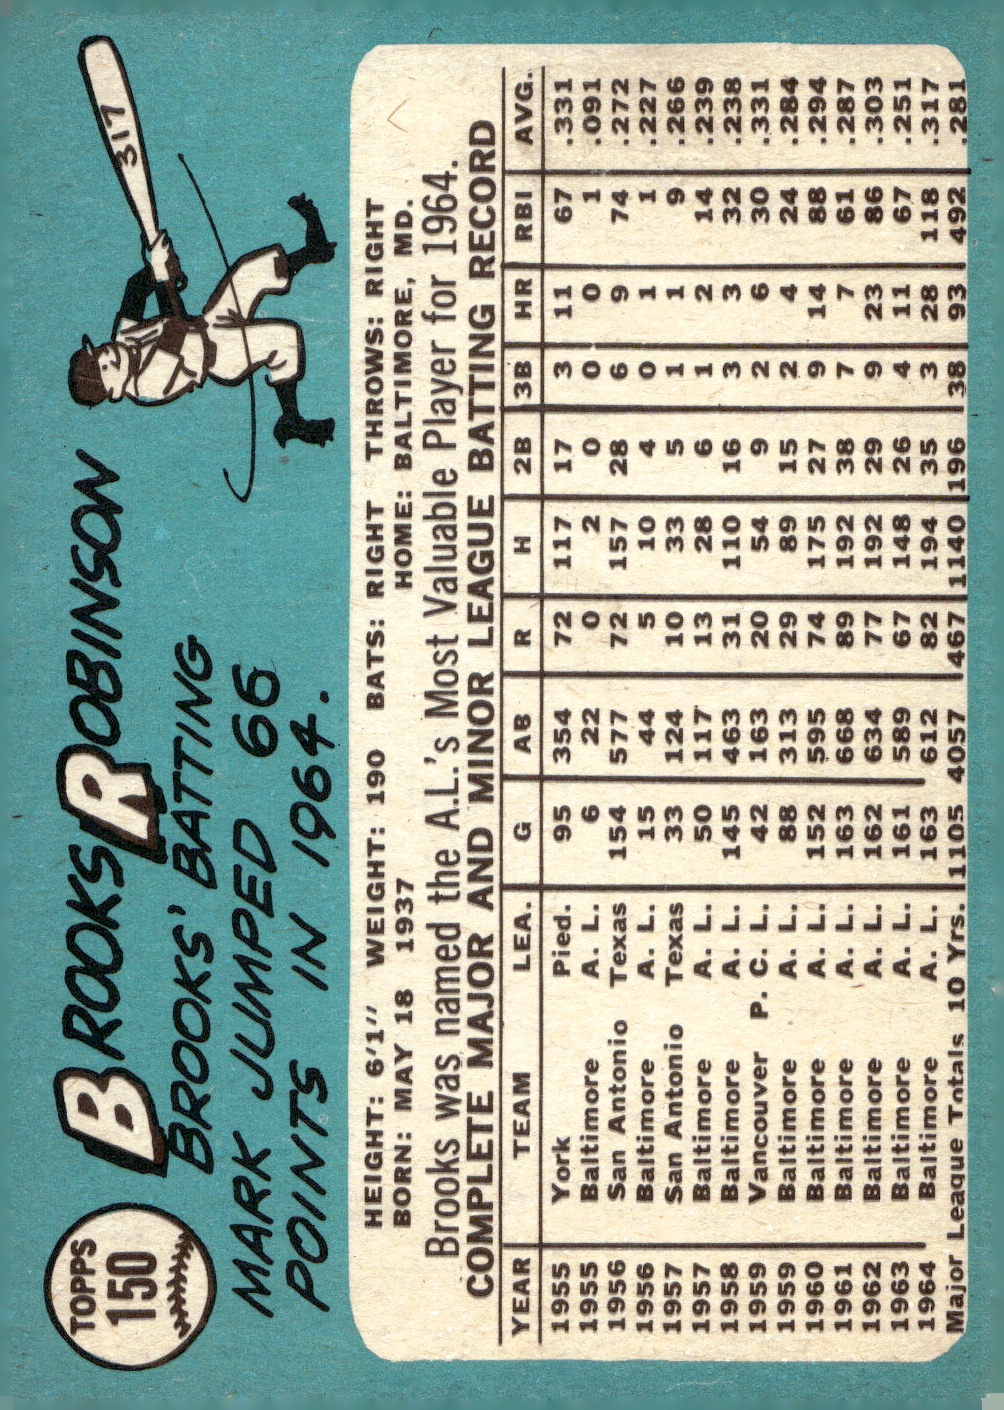 TOPPS
150
BROOKS ROBINSON
BROOKS' BATTING
MARK JUMPED 66
POINTS IN 1964.
317
HEIGHT: 6'1" WEIGHT: 190 BATS: RIGHT THROWS: RIGHT
BORN: MAY 18 1937 HOME: BALTIMORE, MD.
Brooks was named the A.L.'s Most Valuable Player for 1964.
COMPLETE MAJOR AND MINOR LEAGUE BATTING RECORD
YEAR TEAM LEA. G AB R H 2B 3B HR RBI AVG.
1955 York Pied. 95 354 72 117 17 3 11 67 .331
1955 Baltimore A. L. 6 22 0 2 0 0 0 1 .091
1956 San Antonio Texas 154 577 72 157 28 6 9 74 .272
1956 Baltimore A. L. 15 44 5 10 4 0 1 1 .227
1957 San Antonio Texas 33 124 10 33 5 1 1 9 .266
1957 Baltimore A. L. 50 117 13 28 6 1 2 14 .239
1958 Baltimore A. L. 145 463 31 110 16 3 3 32 .238
1959 Vancouver P. C. L. 42 163 20 54 9 2 6 30 .331
1959 Baltimore A. L. 88 313 29 89 15 2 4 24 .284
1960 Baltimore A. L. 152 595 74 175 27 9 14 88 .294
1961 Baltimore A. L. 163 668 89 192 38 7 7 61 .287
1962 Baltimore A. L. 162 634 77 192 29 9 23 86 .303
1963 Baltimore A. L. 161 589 67 148 26 4 11 67 .251
1964 Baltimore A. L. 163 612 82 194 35 3 28 118 .317
Major League Totals 10 Yrs. 1105 4057 467 1140 196 38 93 492 .281